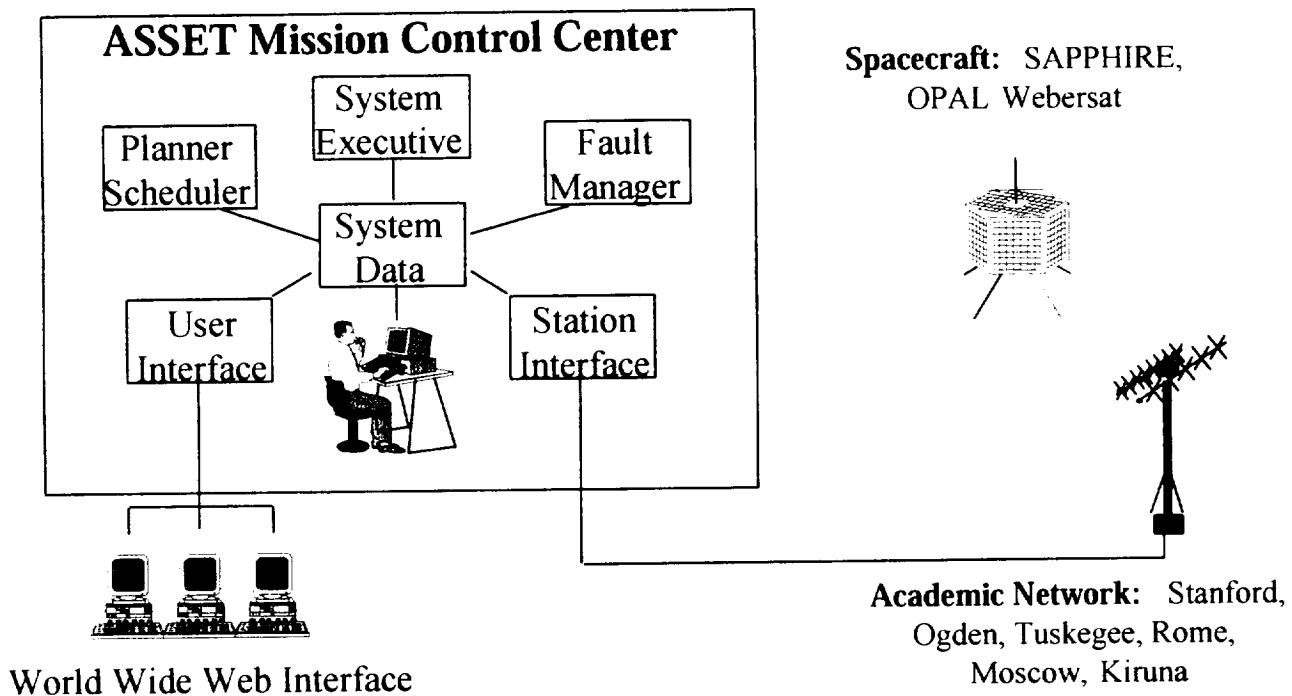 ASSET Mission Control Center
System
Executive
Planner
Scheduler
Fault
Manager
System
Data
User
Interface
Station
Interface
World Wide Web Interface
Spacecraft: SAPPHIRE,
OPAL Webersat
Academic Network: Stanford,
Ogden, Tuskegee, Rome,
Moscow, Kiruna